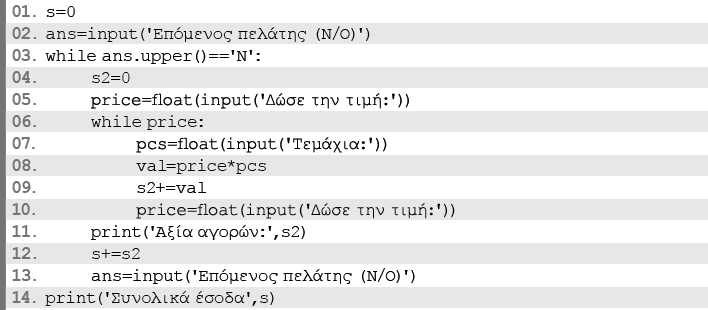 01. s=0
02. ans=input('Επόμενος πελάτης (Ν/Ο)')
03. while ans.upper()=='Ν':
04. s2=0
05. price=float(input('Δώσε την τιμή:'))
06. while price:
07. pcs=float(input('Τεμάχια:'))
08. val=price*pcs
09. s2+=val
10. price=float(input('Δώσε την τιμή:'))
11. print('Αξία αγορών:',s2)
12. s+=s2
13. ans=input('Επόμενος πελάτης (Ν/Ο)')
14. print('Συνολικά έσοδα',s)